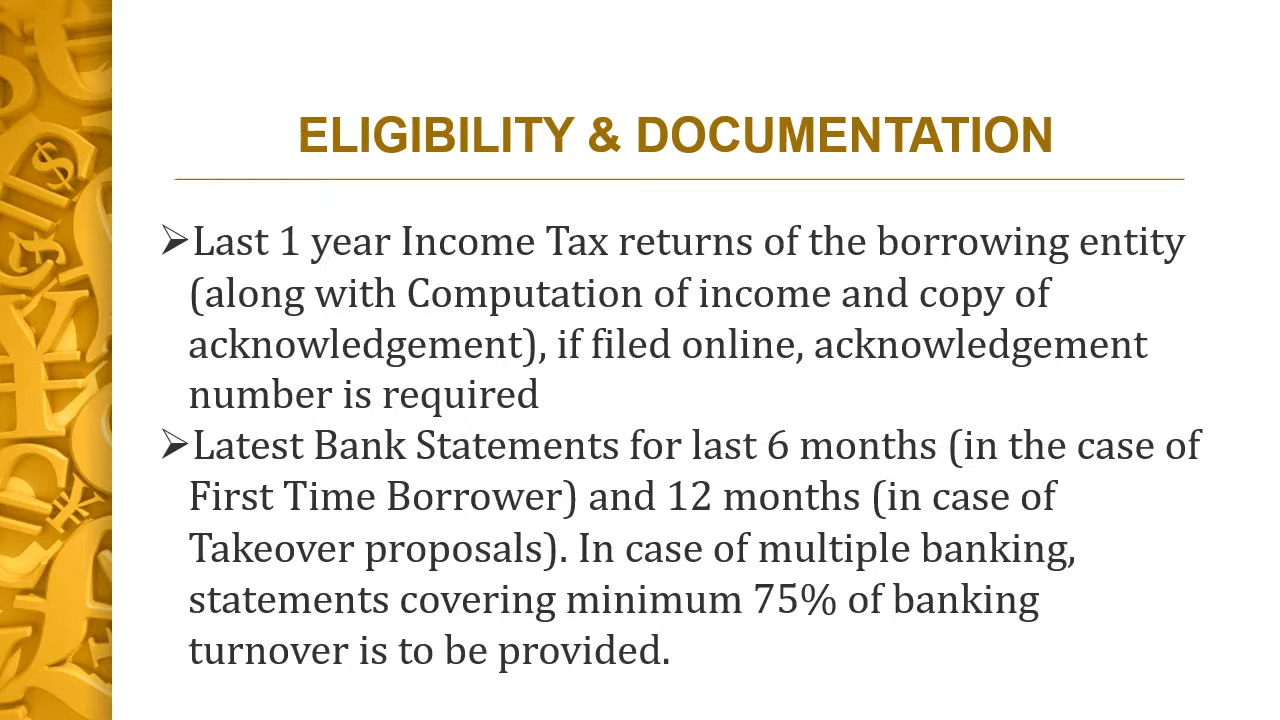 ELIGIBILITY & DOCUMENTATION
➢Last 1 year Income Tax returns of the borrowing entity
(along with Computation of income and copy of
acknowledgement), if filed online, acknowledgement
number is required
➢Latest Bank Statements for last 6 months (in the case of
First Time Borrower) and 12 months (in case of
Takeover proposals). In case of multiple banking,
statements covering minimum 75% of banking
turnover is to be provided.